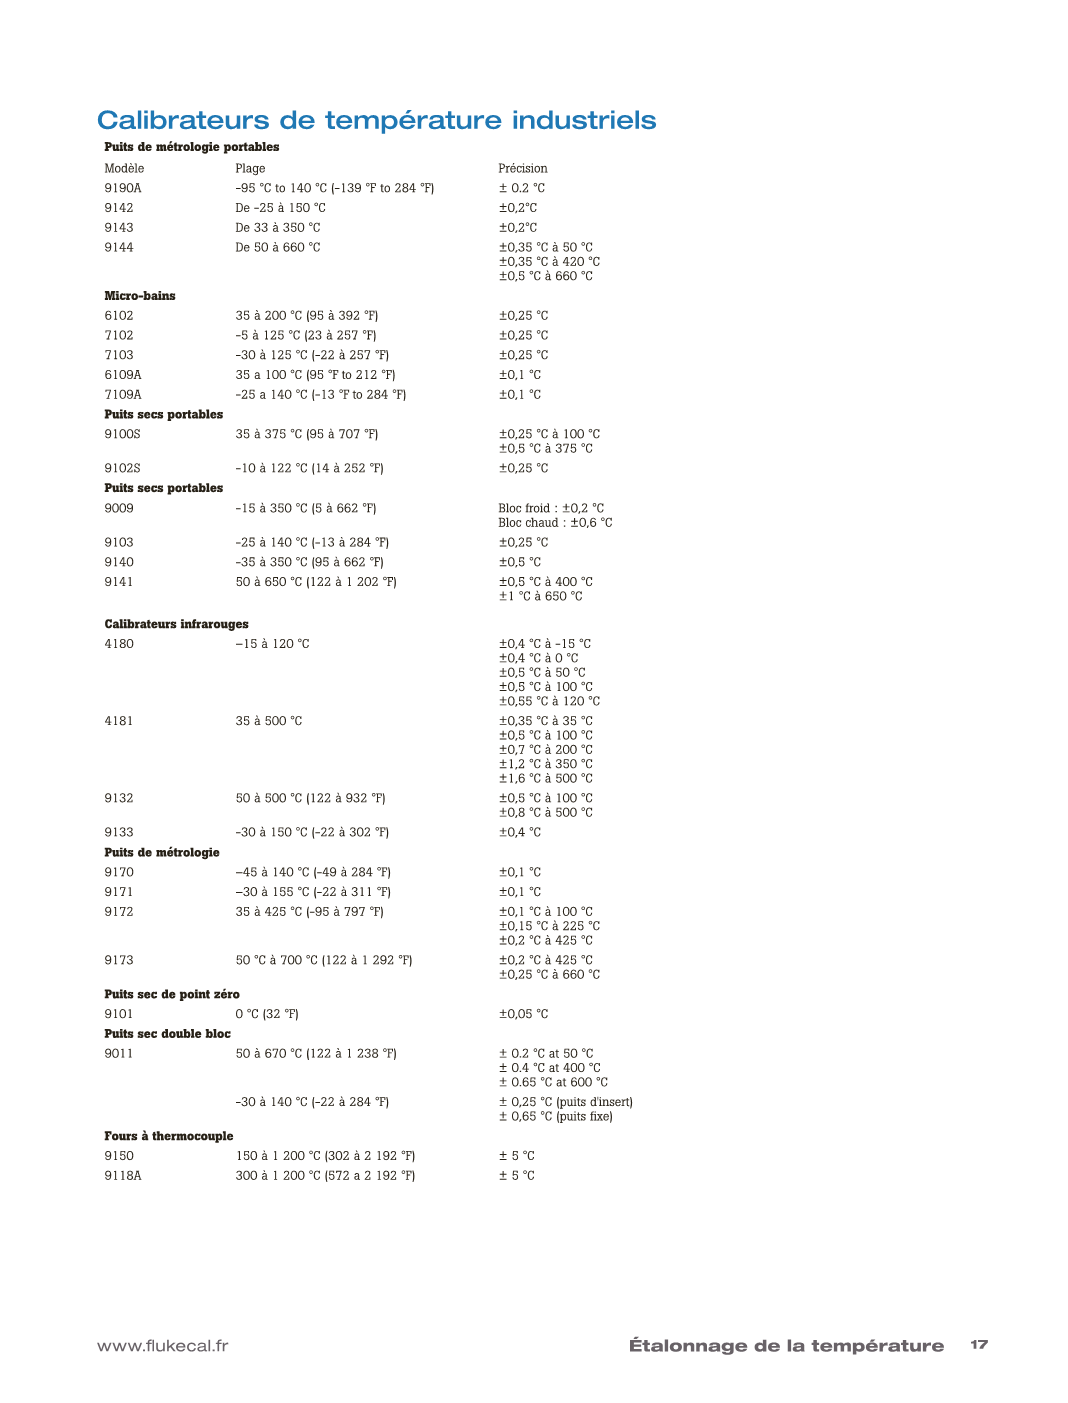 Calibrateurs de température industriels
Puits de métrologie portables
Modèle Plage Précision
9190A -95 °C to 140 °C (-139 °F to 284 °F) ± 0.2 °C
9142 De -25 à 150 °C ±0,2°C
9143 De 33 à 350 °C ±0,2°C
9144 De 50 à 660 °C ±0,35 °C à 50 °C
±0,35 °C à 420 °C
±0,5 °C à 660 °C
Micro-bains
6102 35 à 200 °C (95 à 392 °F) ±0,25 °C
7102 -5 à 125 °C (23 à 257 °F) ±0,25 °C
7103 -30 à 125 °C (-22 à 257 °F) ±0,25 °C
6109A 35 a 100 °C (95 °F to 212 °F) ±0,1 °C
7109A -25 a 140 °C (-13 °F to 284 °F) ±0,1 °C
Puits secs portables
9100S 35 à 375 °C (95 à 707 °F) ±0,25 °C à 100 °C
±0,5 °C à 375 °C
9102S -10 à 122 °C (14 à 252 °F) ±0,25 °C
Puits secs portables
9009 -15 à 350 °C (5 à 662 °F) Bloc froid : ±0,2 °C
Bloc chaud : ±0,6 °C
9103 -25 à 140 °C (-13 à 284 °F) ±0,25 °C
9140 -35 à 350 °C (95 à 662 °F) ±0,5 °C
9141 50 à 650 °C (122 à 1 202 °F) ±0,5 °C à 400 °C
±1 °C à 650 °C
Calibrateurs infrarouges
4180 –15 à 120 °C ±0,4 °C à -15 °C
±0,4 °C à 0 °C
±0,5 °C à 50 °C
±0,5 °C à 100 °C
±0,55 °C à 120 °C
4181 35 à 500 °C ±0,35 °C à 35 °C
±0,5 °C à 100 °C
±0,7 °C à 200 °C
±1,2 °C à 350 °C
±1,6 °C à 500 °C
9132 50 à 500 °C (122 à 932 °F) ±0,5 °C à 100 °C
±0,8 °C à 500 °C
9133 -30 à 150 °C (-22 à 302 °F) ±0,4 °C
Puits de métrologie
9170 –45 à 140 °C (-49 à 284 °F) ±0,1 °C
9171 –30 à 155 °C (-22 à 311 °F) ±0,1 °C
9172 35 à 425 °C (-95 à 797 °F) ±0,1 °C à 100 °C
±0,15 °C à 225 °C
±0,2 °C à 425 °C
9173 50 °C à 700 °C (122 à 1 292 °F) ±0,2 °C à 425 °C
±0,25 °C à 660 °C
Puits sec de point zéro
9101 0 °C (32 °F) ±0,05 °C
Puits sec double bloc
9011 50 à 670 °C (122 à 1 238 °F) ± 0.2 °C at 50 °C
± 0.4 °C at 400 °C
± 0.65 °C at 600 °C
-30 à 140 °C (-22 à 284 °F) ± 0,25 °C (puits d'insert)
± 0,65 °C (puits fixe)
Fours à thermocouple
9150 150 à 1 200 °C (302 à 2 192 °F) ± 5 °C
9118A 300 à 1 200 °C (572 a 2 192 °F) ± 5 °C
www.flukecal.fr Étalonnage de la température 17